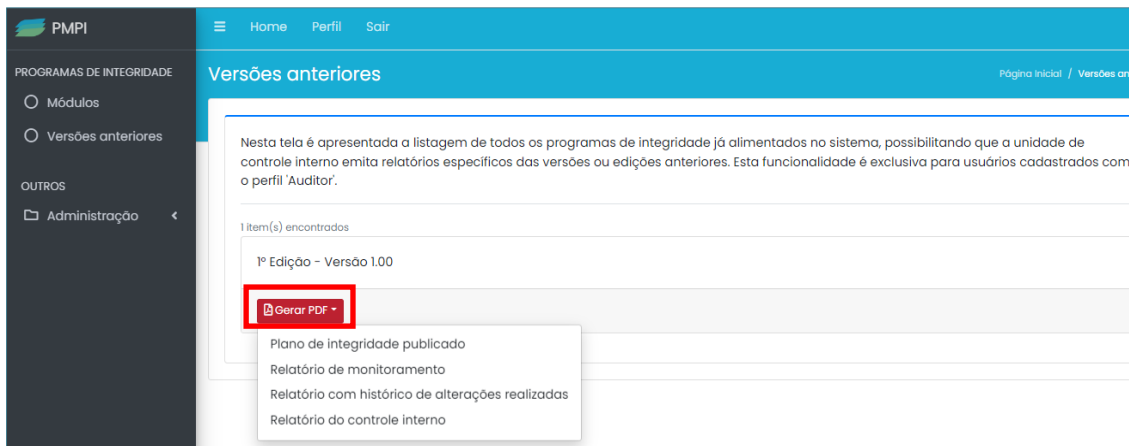 PMPI
Home Perfil Sair
PROGRAMAS DE INTEGRIDADE
Módulos
Versões anteriores
OUTROS
Administração
Versões anteriores
Página Inicial / Versões an
Nesta tela é apresentada a listagem de todos os programas de integridade já alimentados no sistema, possibilitando que a unidade de
controle interno emita relatórios específicos das versões ou edições anteriores. Esta funcionalidade é exclusiva para usuários cadastrados com
o perfil 'Auditor'.
1 item(s) encontrados
1º Edição - Versão 1.00
Gerar PDF
Plano de integridade publicado
Relatório de monitoramento
Relatório com histórico de alterações realizadas
Relatório do controle interno